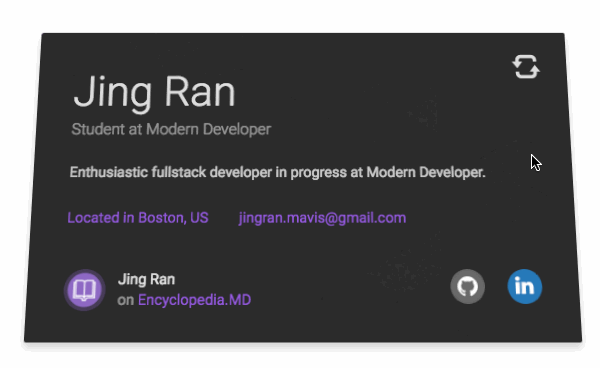 Jing Ran
Student at Modern Developer
Enthusiastic fullstack developer in progress at Modern Developer.
Located in Boston, US jingran.mavis@gmail.com
Jing Ran
on Encyclopedia.MD
in